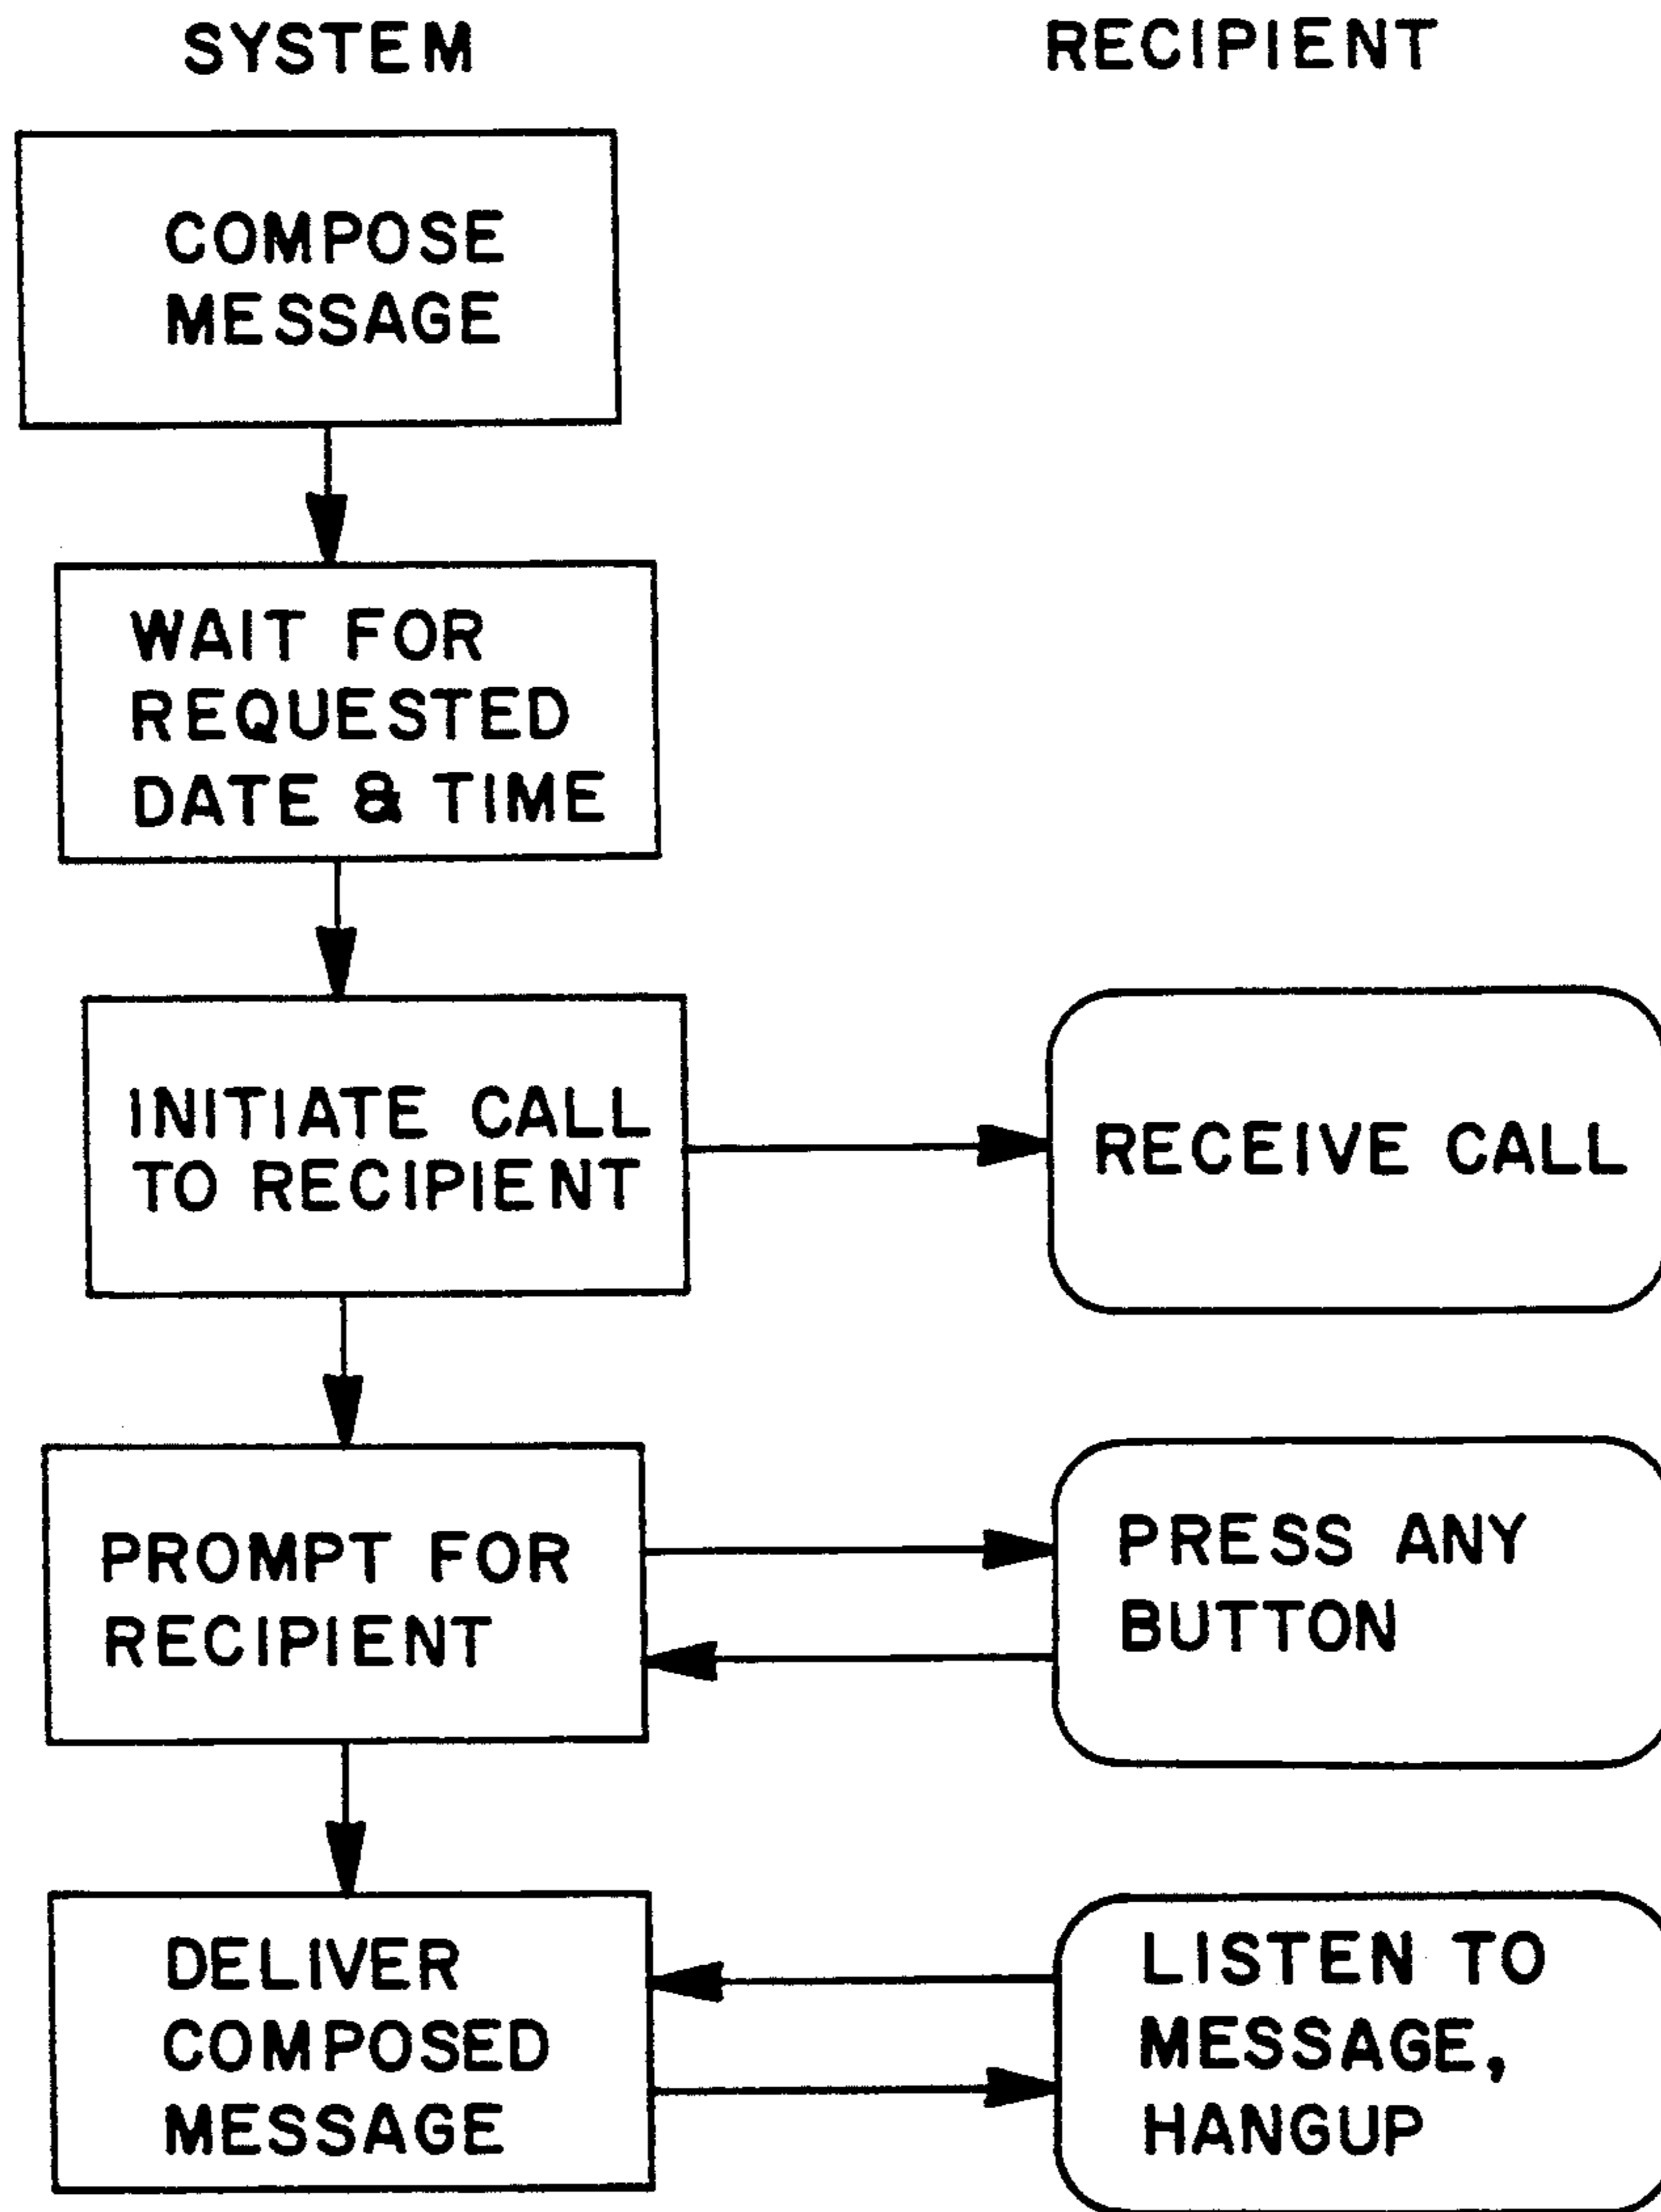 SYSTEM
RECIPIENT
COMPOSE
MESSAGE
WAIT FOR
REQUESTED
DATE & TIME
INITIATE CALL
TO RECIPIENT
RECEIVE CALL
PROMPT FOR
RECIPIENT
PRESS ANY
BUTTON
DELIVER
COMPOSED
MESSAGE
LISTEN TO
MESSAGE,
HANGUP